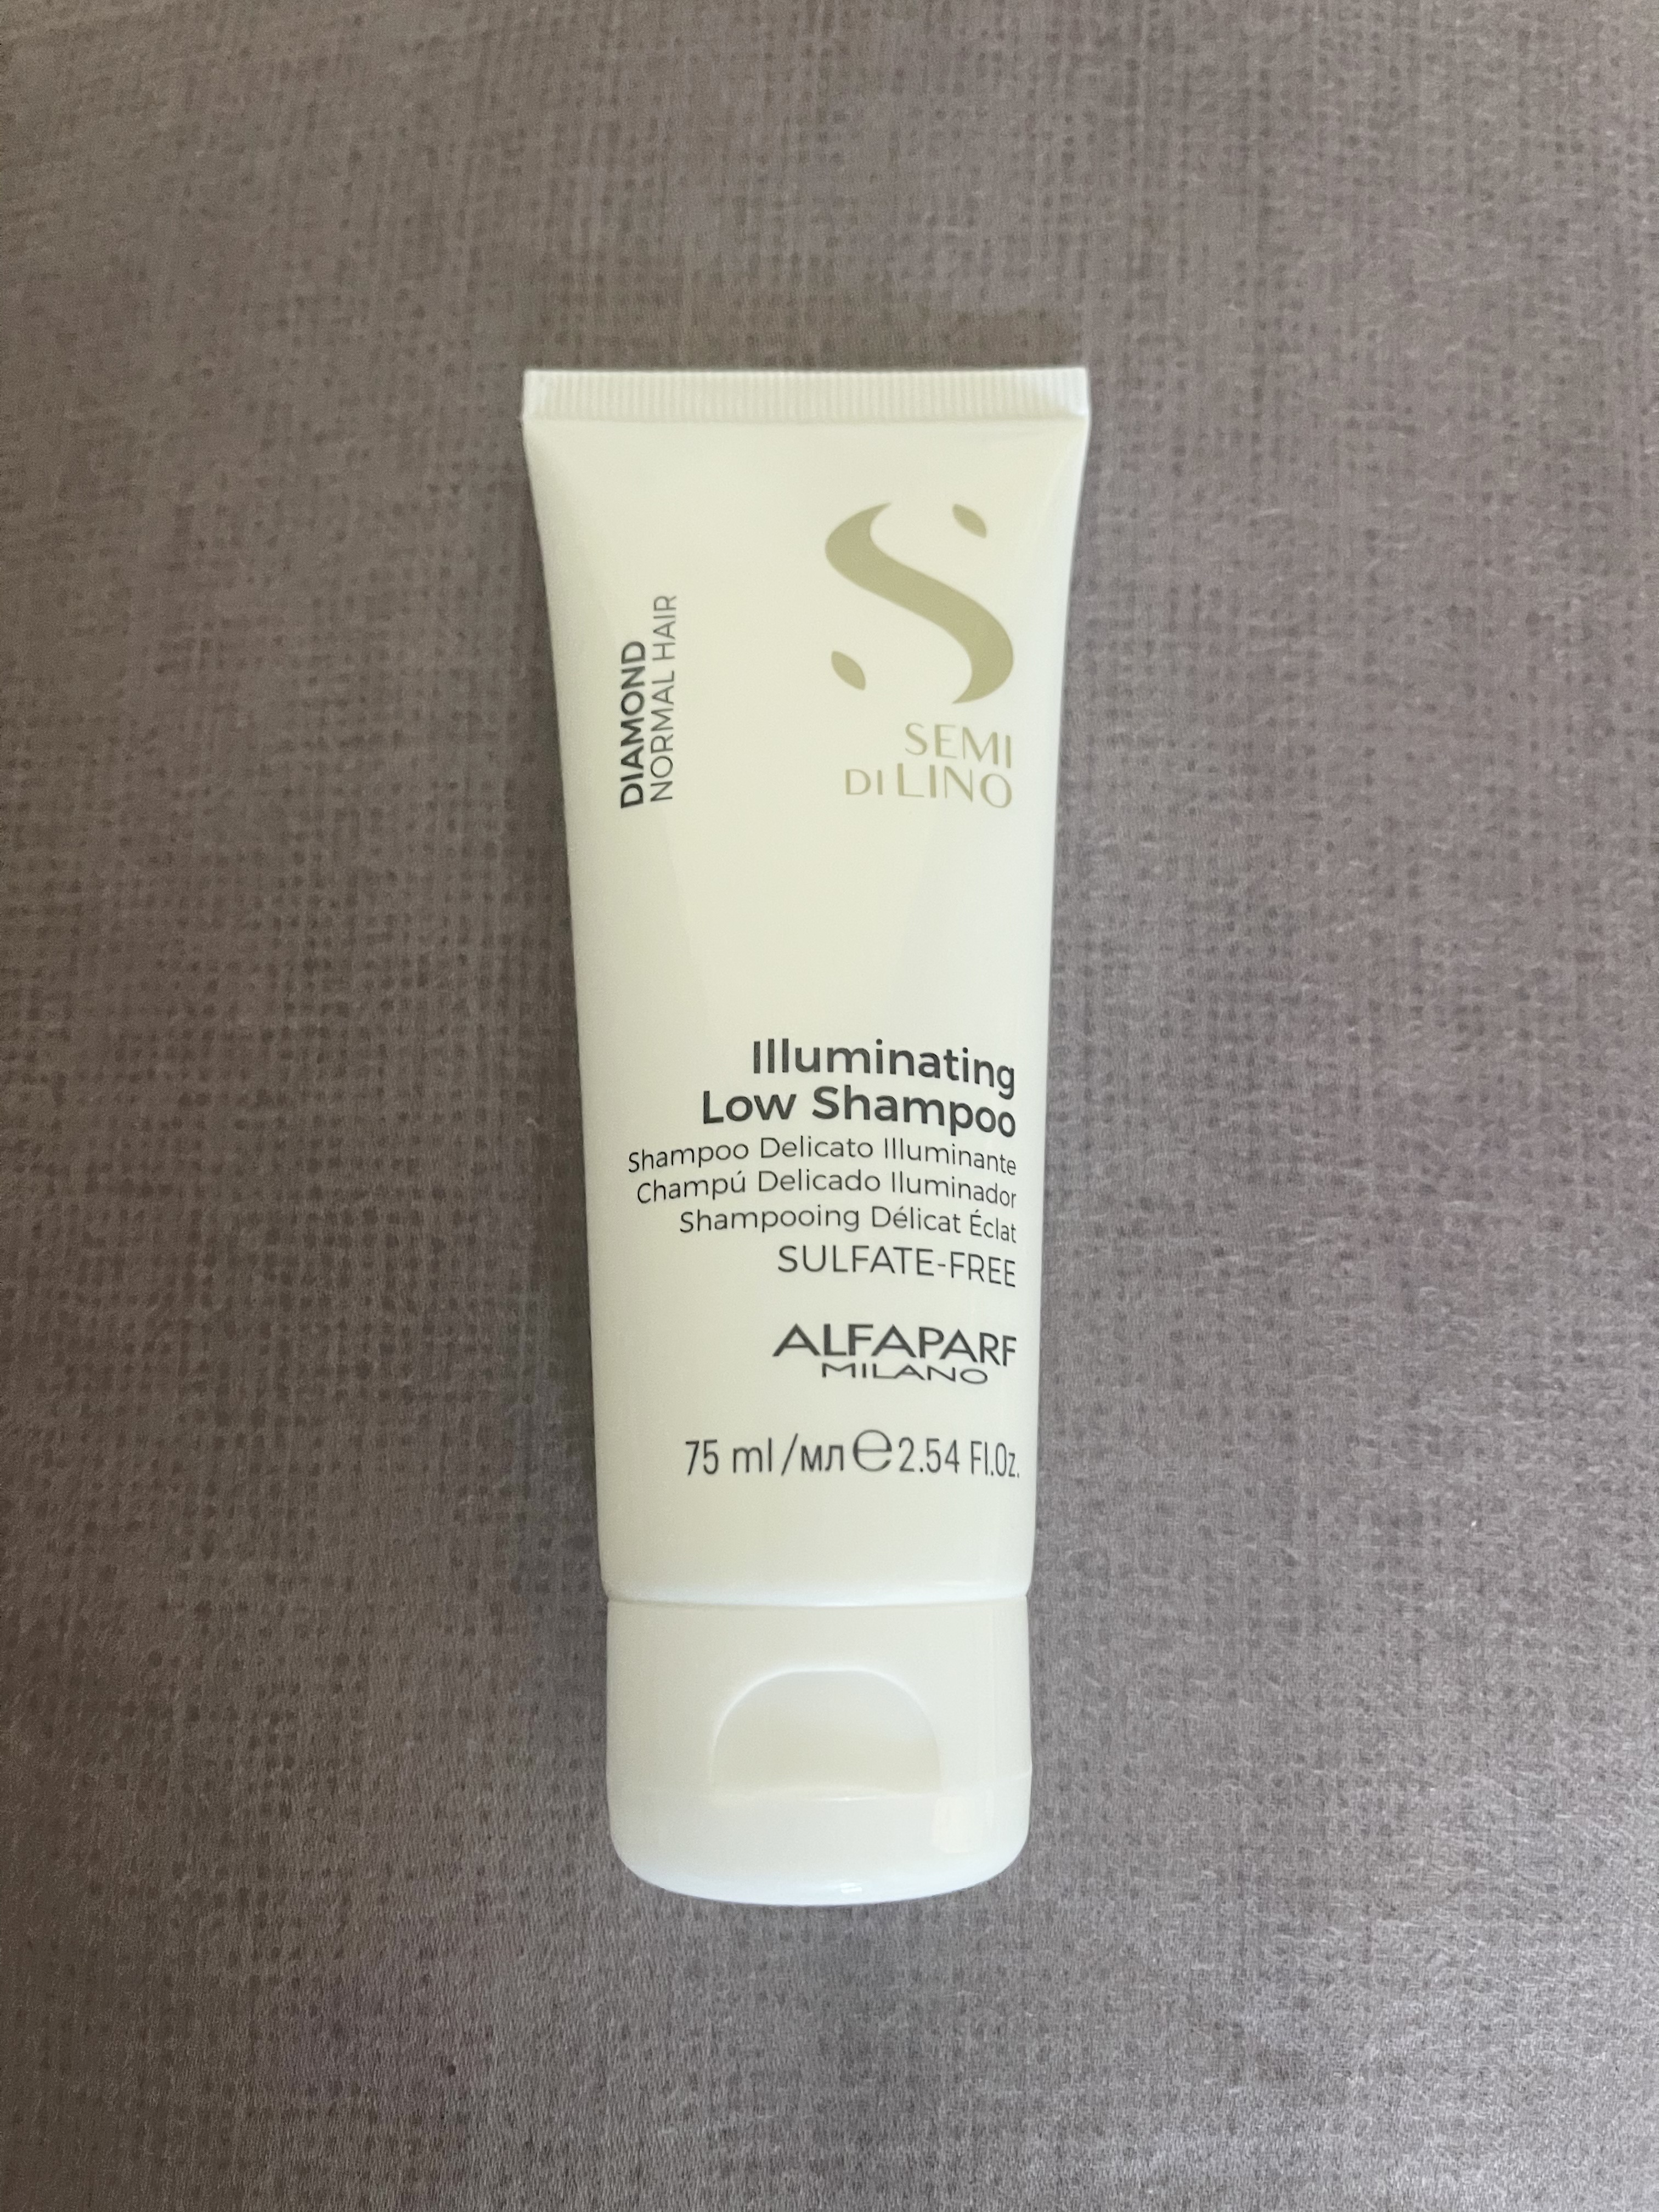 DIAMOND
NORMAL HAIR
SEMI
DI LINO
Illuminating
Low Shampoo
Shampoo Delicato Illuminante
Champú Delicado Iluminador
Shampooing Délicat Éclat
SULFATE-FREE
ALFAPARF
MILANO
75 ml /мл e 2.54 Fl.Oz.